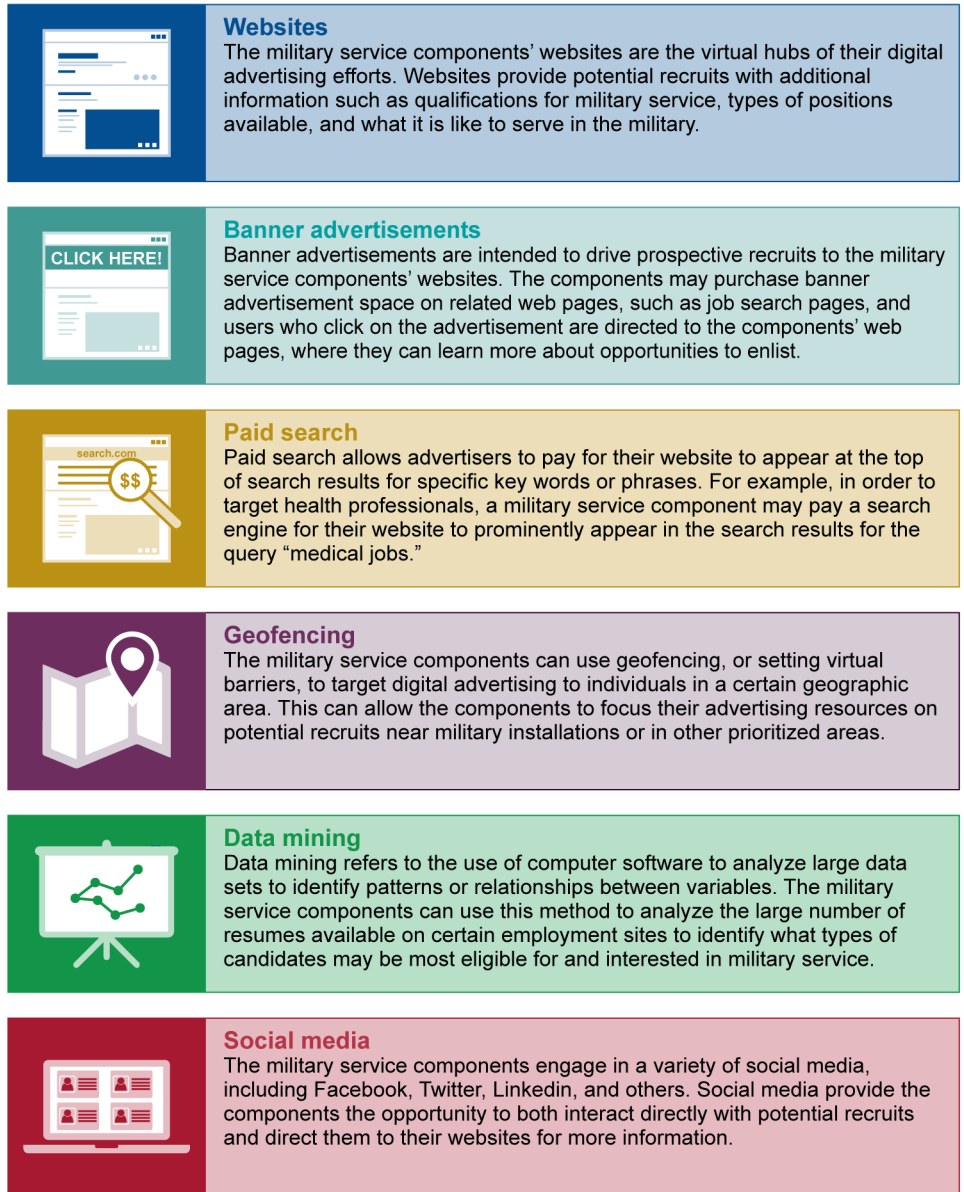 Websites
The military service components’ websites are the virtual hubs of their digital
advertising efforts. Websites provide potential recruits with additional
information such as qualifications for military service, types of positions
available, and what it is like to serve in the military.
CLICK HERE!
Banner advertisements
Banner advertisements are intended to drive prospective recruits to the military
service components’ websites. The components may purchase banner
advertisement space on related web pages, such as job search pages, and
users who click on the advertisement are directed to the components’ web
pages, where they can learn more about opportunities to enlist.
search.com
$$
Paid search
Paid search allows advertisers to pay for their website to appear at the top
of search results for specific key words or phrases. For example, in order to
target health professionals, a military service component may pay a search
engine for their website to prominently appear in the search results for the
query “medical jobs.”
Geofencing
The military service components can use geofencing, or setting virtual
barriers, to target digital advertising to individuals in a certain geographic
area. This can allow the components to focus their advertising resources on
potential recruits near military installations or in other prioritized areas.
Data mining
Data mining refers to the use of computer software to analyze large data
sets to identify patterns or relationships between variables. The military
service components can use this method to analyze the large number of
resumes available on certain employment sites to identify what types of
candidates may be most eligible for and interested in military service.
Social media
The military service components engage in a variety of social media,
including Facebook, Twitter, Linkedin, and others. Social media provide the
components the opportunity to both interact directly with potential recruits
and direct them to their websites for more information.